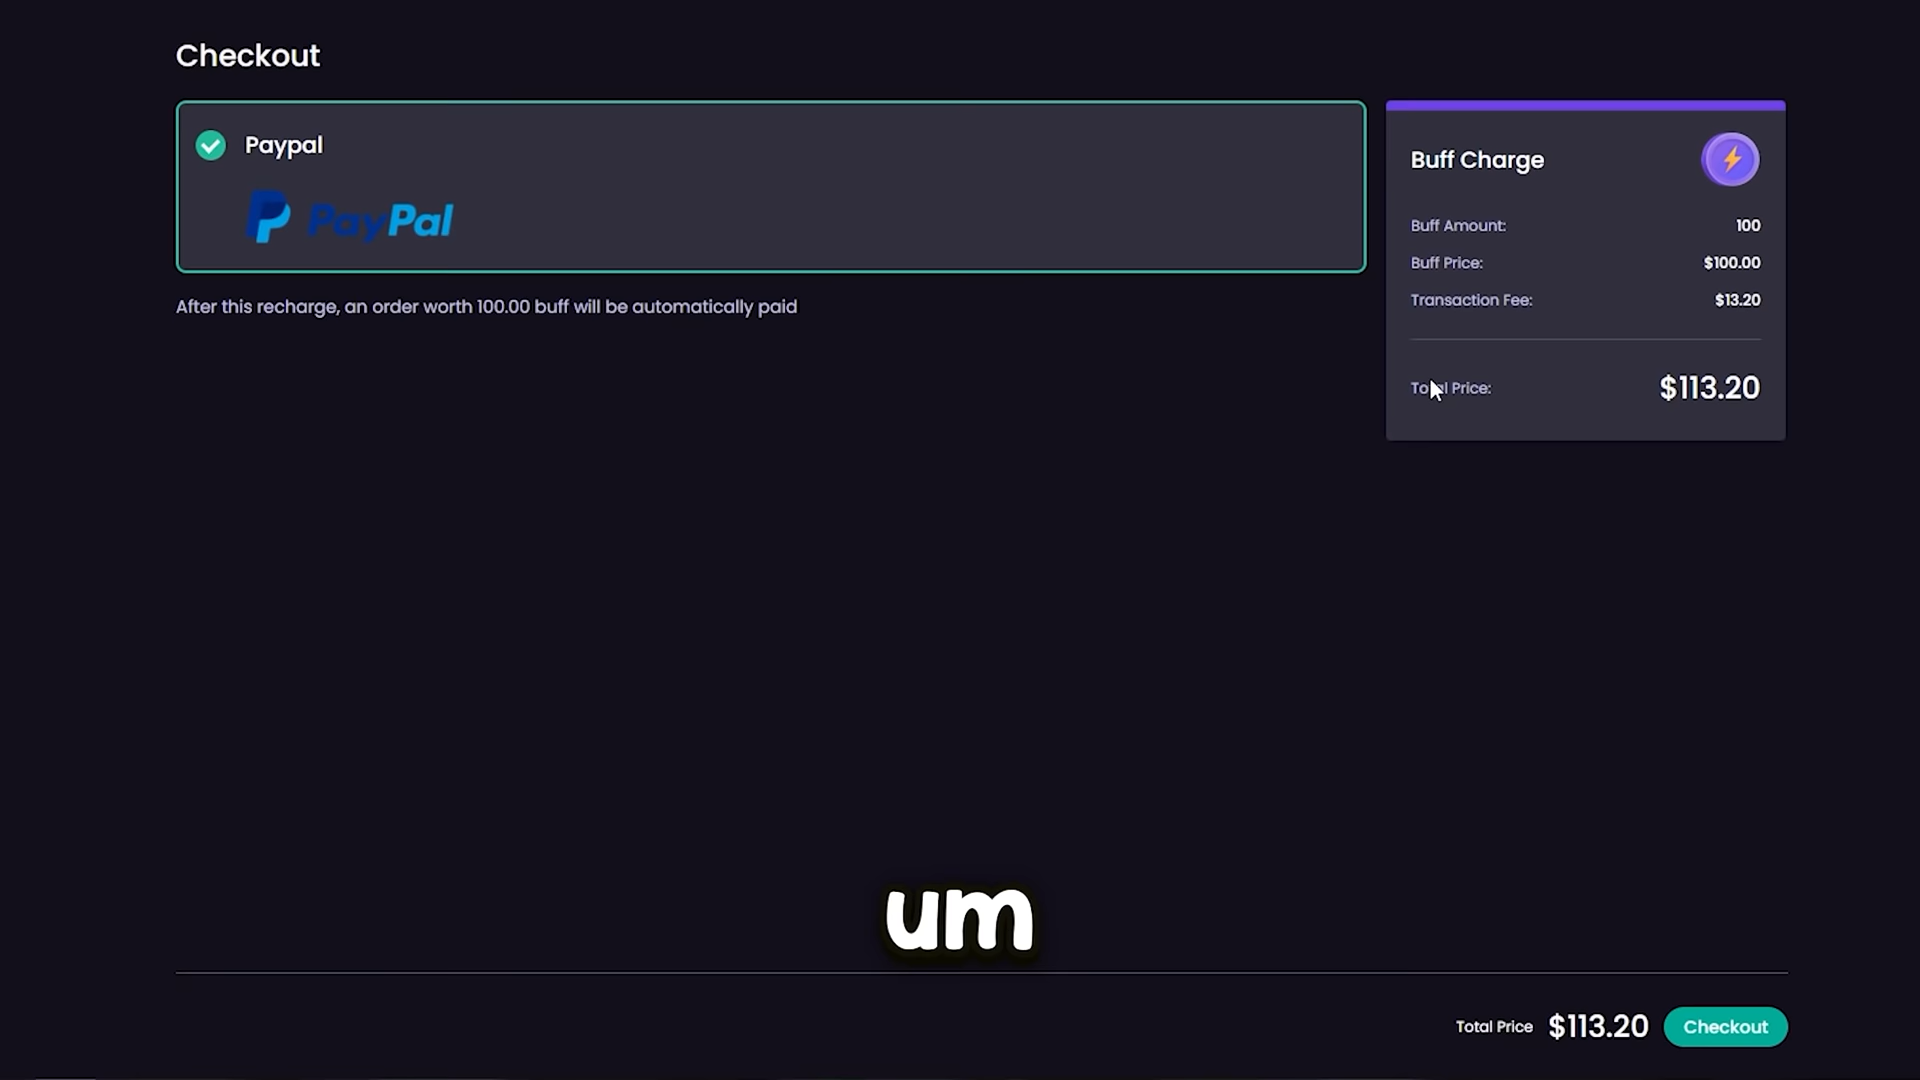 Checkout
Paypal
PayPal
After this recharge, an order worth 100.00 buff will be automatically paid
Buff Charge
Buff Amount: 100
Buff Price: $100.00
Transaction Fee: $13.20
Total Price: $113.20
um
Total Price $113.20 Checkout